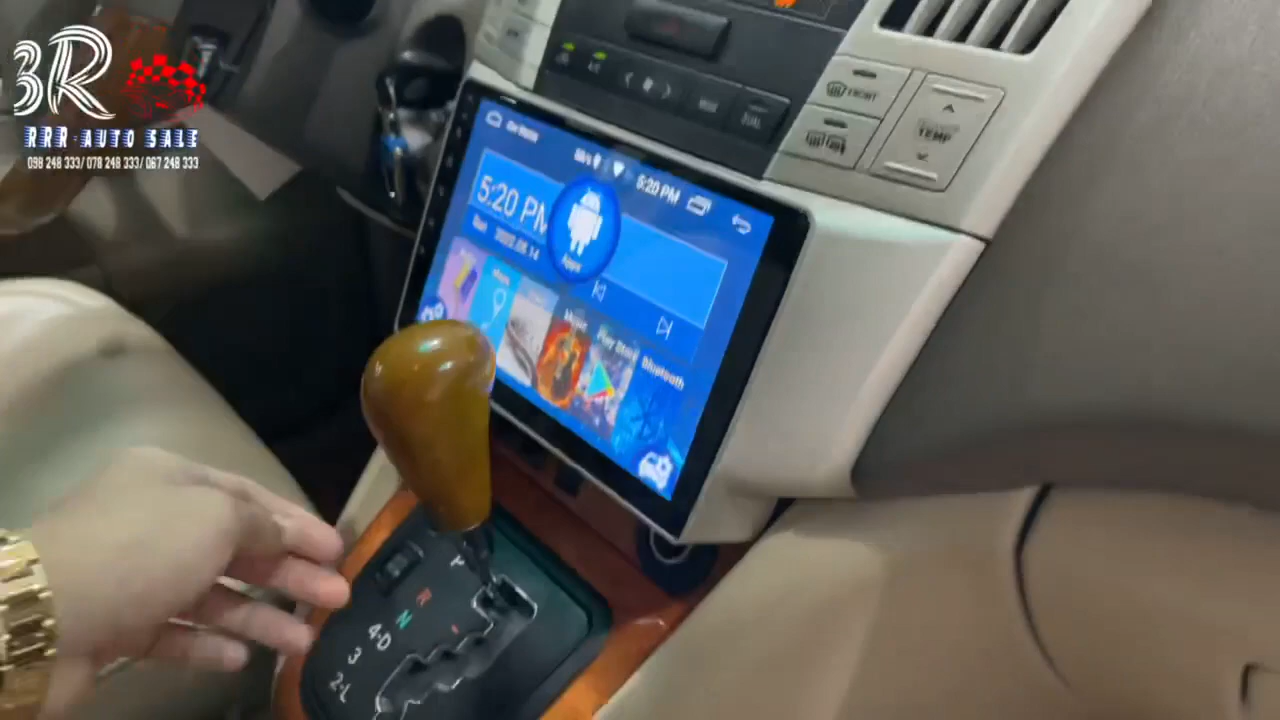 3R
RRR AUTO SALE
098 248 333/ 078 248 333/ 067 248 333
FRONT
TEMP
DUAL
5:20 PM
5:20 PM
Apps
Music
Play Store
Bluetooth
P
R
N
4-D
3
2-L